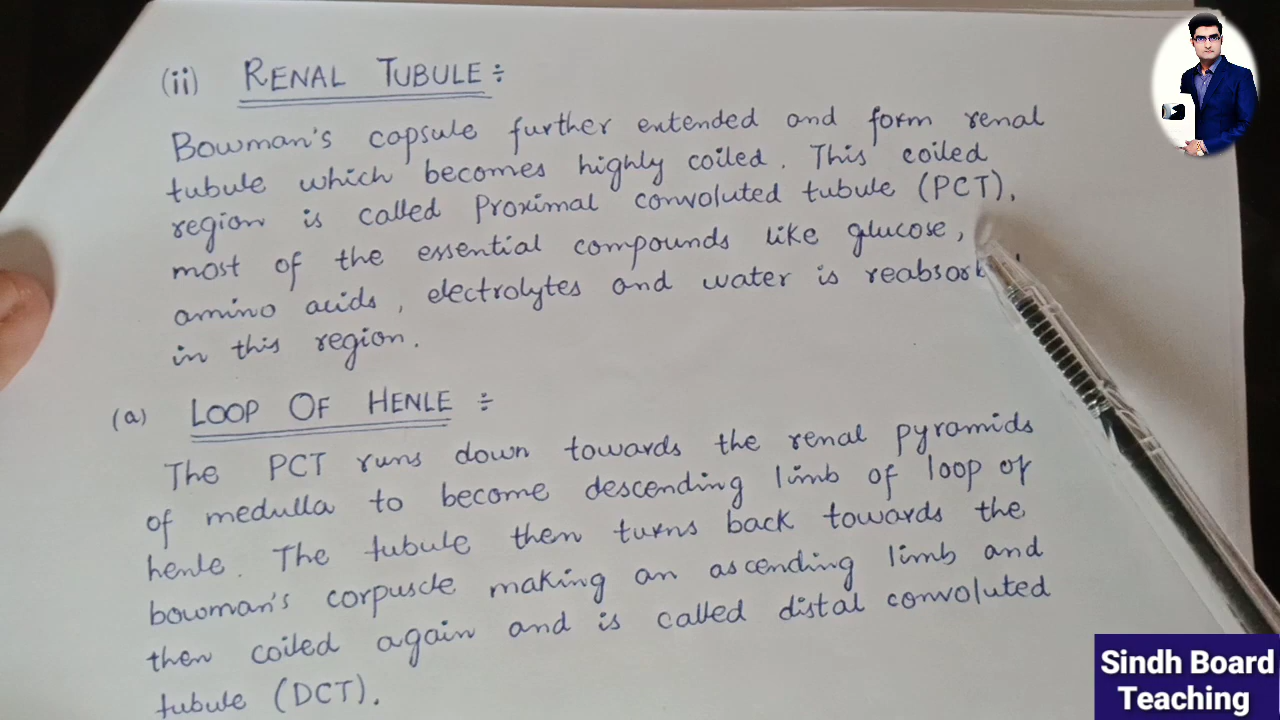 (ii) RENAL TUBULE÷
Bowman's capsule further entended and form renal
tubule which becomes highly coiled. This coiled
region is called Proximal convoluted tubule (PCT).
most of the essential compounds like glucose,
amino acids, electrolytes and water is
in this region.
(a) LOOP OF HENLE ÷
The PCT runs down towards the renal pyramids
of medulla to become descending limb of loop of
henle. The tubule then turns back towards the
bowman's corpuscle making an ascending limb and
then coiled again and is called distal convoluted
tubule (DCT).
Sindh Board
Teaching